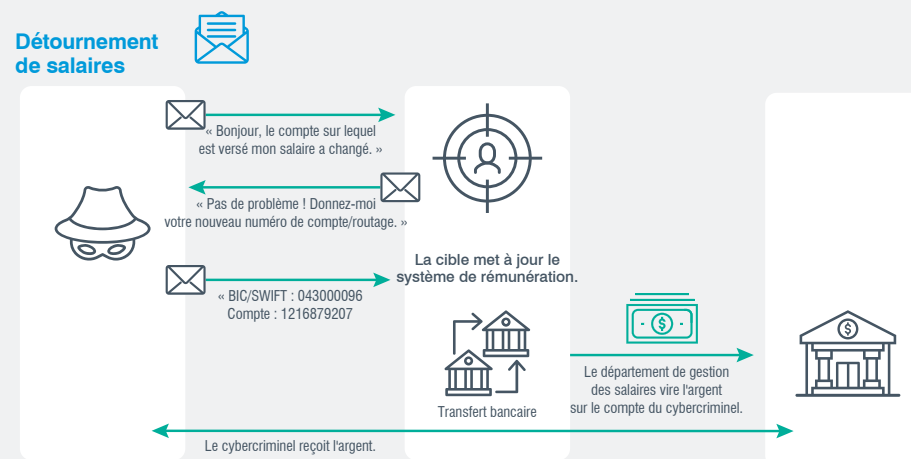 Détournement
de salaires
« Bonjour, le compte sur lequel
est versé mon salaire a changé. »
« Pas de problème ! Donnez-moi
votre nouveau numéro de compte/routage. »
La cible met à jour le
système de rémunération.
« BIC/SWIFT : 043000096
Compte : 1216879207
Transfert bancaire
Le département de gestion
des salaires vire l'argent
sur le compte du cybercriminel.
Le cybercriminel reçoit l'argent.